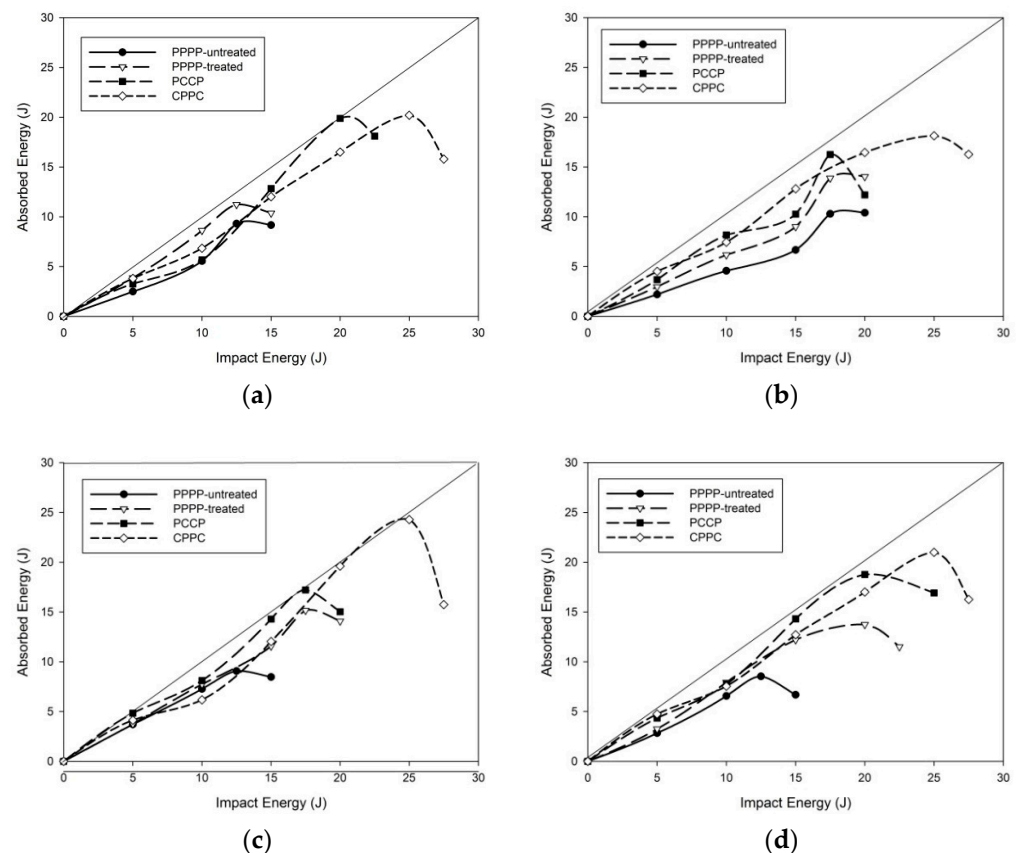 30
25
20
15
10
5
0
Absorbed Energy (J)
PPPP-untreated
PPPP-treated
PCCP
CPPC
0 5 10 15 20 25 30
Impact Energy (J)
(a)
30
25
20
15
10
5
0
Absorbed Energy (J)
PPPP-untreated
PPPP-treated
PCCP
CPPC
0 5 10 15 20 25 30
Impact Energy (J)
(b)
30
25
20
15
10
5
0
Absorbed Energy (J)
PPPP-untreated
PPPP-treated
PCCP
CPPC
0 5 10 15 20 25 30
Impact Energy (J)
(c)
30
25
20
15
10
5
0
Absorbed Energy (J)
PPPP-untreated
PPPP-treated
PCCP
CPPC
0 5 10 15 20 25 30
Impact Energy (J)
(d)